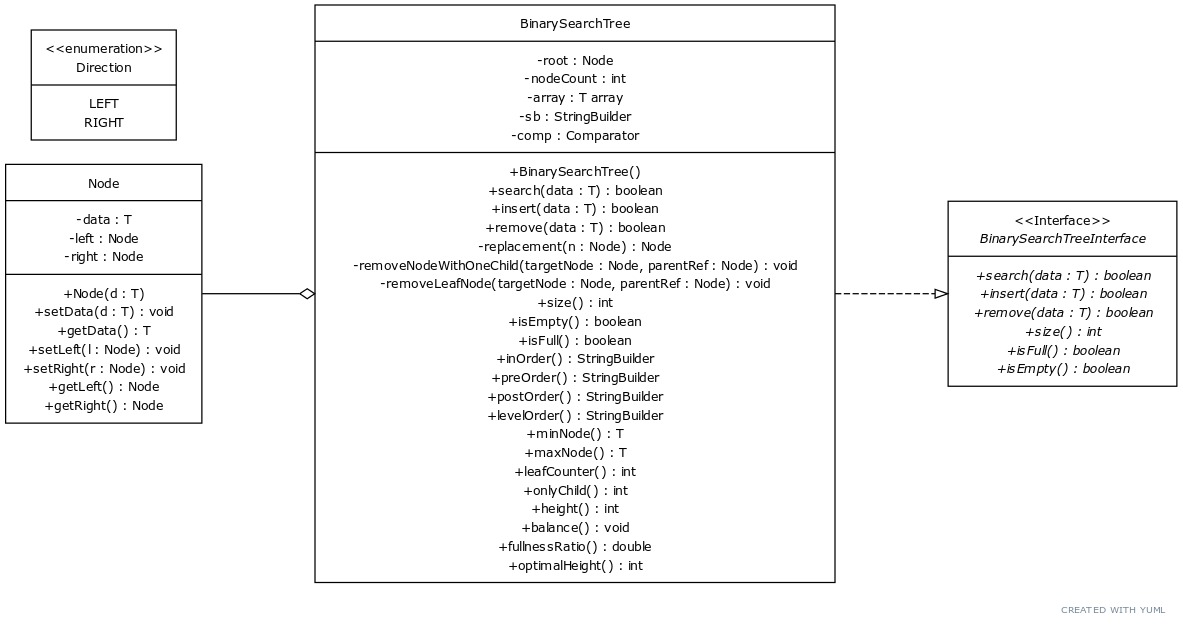 <<enumeration>>
Direction
LEFT
RIGHT
Node
-data : T
-left : Node
-right : Node
+Node(d : T)
+setData(d : T) : void
+getData() : T
+setLeft(l : Node) : void
+setRight(r : Node) : void
+getLeft() : Node
+getRight() : Node
BinarySearchTree
-root : Node
-nodeCount : int
-array : T array
-sb : StringBuilder
-comp : Comparator
+BinarySearchTree()
+search(data : T) : boolean
+insert(data : T) : boolean
+remove(data : T) : boolean
-replacement(n : Node) : Node
-removeNodeWithOneChild(targetNode : Node, parentRef : Node) : void
-removeLeafNode(targetNode : Node, parentRef : Node) : void
+size() : int
+isEmpty() : boolean
+isFull() : boolean
+inOrder() : StringBuilder
+preOrder() : StringBuilder
+postOrder() : StringBuilder
+levelOrder() : StringBuilder
+minNode() : T
+maxNode() : T
+leafCounter() : int
+onlyChild() : int
+height() : int
+balance() : void
+fullnessRatio() : double
+optimalHeight() : int
<<Interface>>
BinarySearchTreeInterface
+search(data : T) : boolean
+insert(data : T) : boolean
+remove(data : T) : boolean
+size() : int
+isFull() : boolean
+isEmpty() : boolean
CREATED WITH YUML